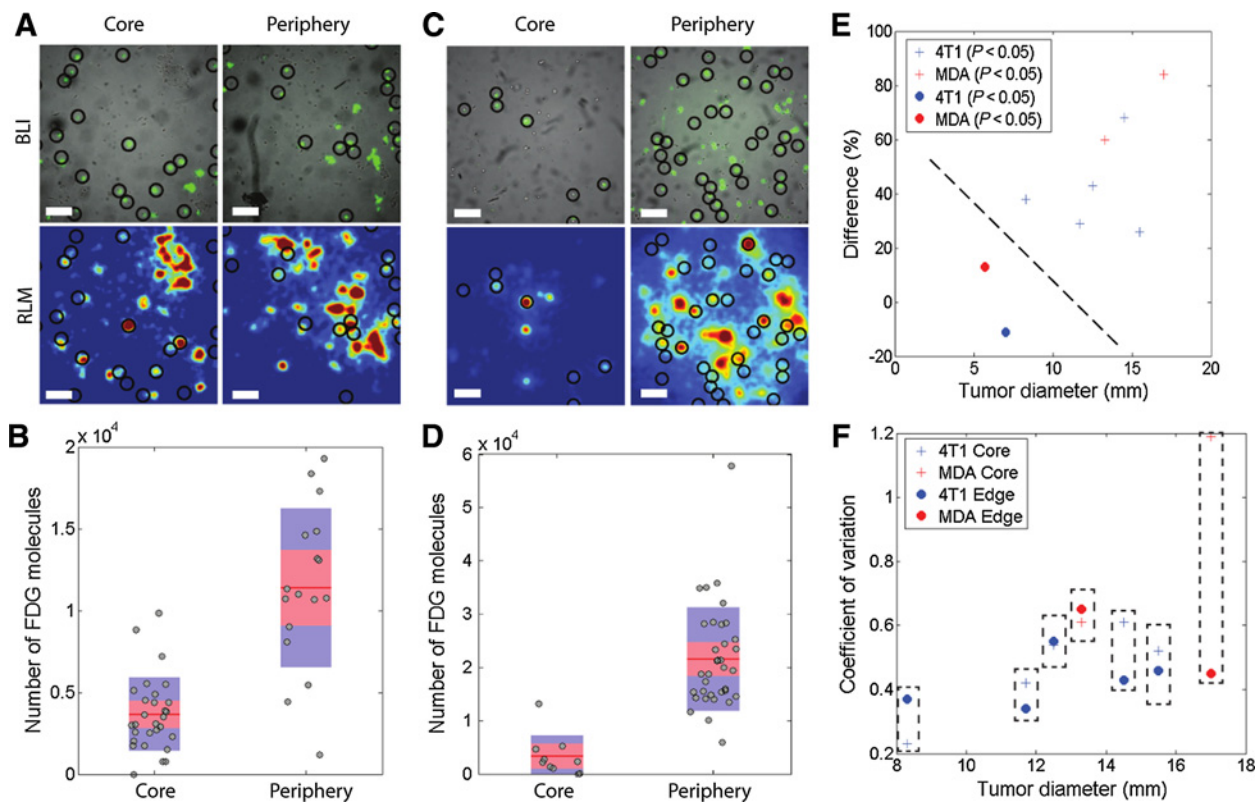 A
Core
Periphery
BLI
RLM
B
2 × 10⁴
Number of FDG molecules
2
1.5
1
0.5
0
Core
Periphery
C
Core
Periphery
D
6 × 10⁴
Number of FDG molecules
5
4
3
2
1
0
Core
Periphery
E
4T1 (P < 0.05)
MDA (P < 0.05)
4T1 (P < 0.05)
MDA (P < 0.05)
Difference (%)
100
80
60
40
20
0
-20
0
5
10
15
20
Tumor diameter (mm)
F
4T1 Core
MDA Core
4T1 Edge
MDA Edge
Coefficient of variation
1.2
1
0.8
0.6
0.4
0.2
8
10
12
14
16
18
Tumor diameter (mm)